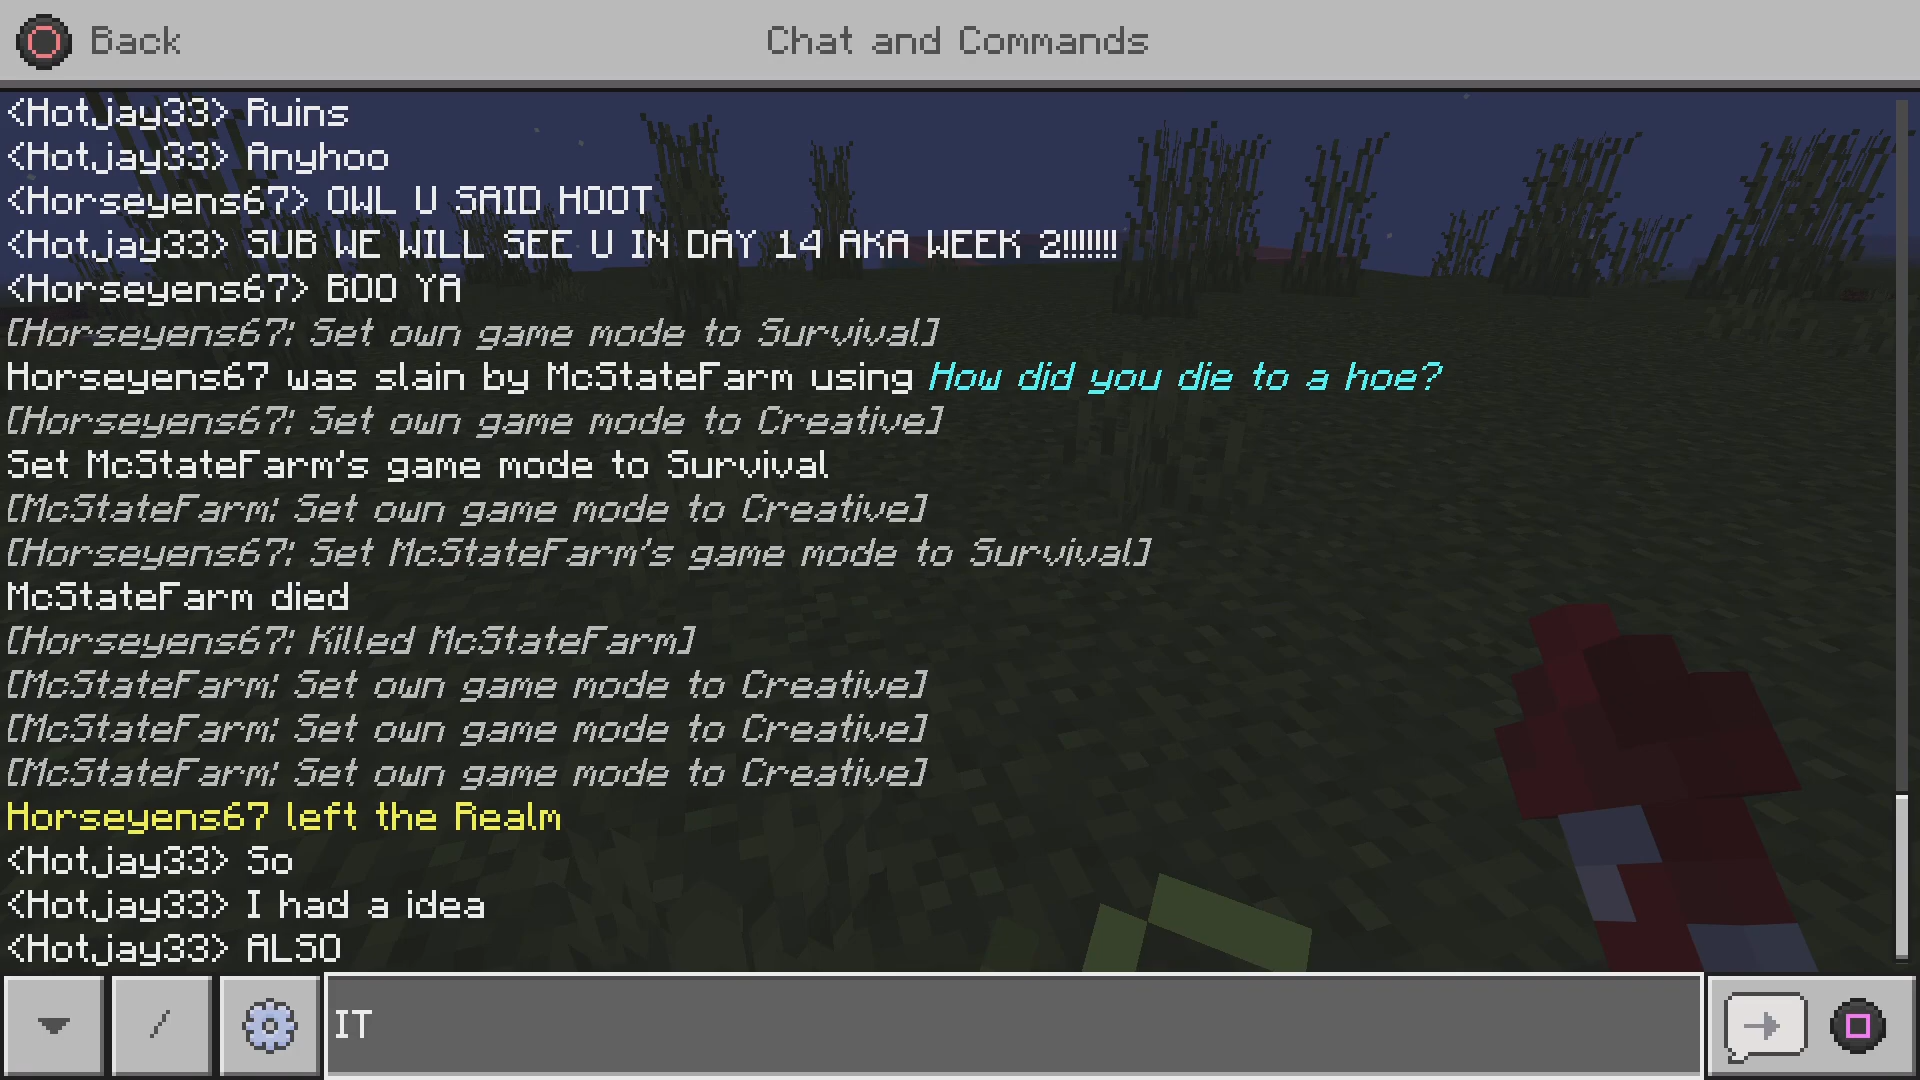 Back
Chat and Commands
<Hotjay33> Ruins
<Hotjay33> Anyhoo
<Horseyens67> OWL U SAID HOOT
<Hotjay33> SUB WE WILL SEE U IN DAY 14 AKA WEEK 2!!!!!!!
<Horseyens67> BOO YA
[Horseyens67: Set own game mode to Survival]
Horseyens67 was slain by McStateFarm using How did you die to a hoe?
[Horseyens67: Set own game mode to Creative]
Set McStateFarm's game mode to Survival
[McStateFarm: Set own game mode to Creative]
[Horseyens67: Set McStateFarm's game mode to Survival]
McStateFarm died
[Horseyens67: Killed McStateFarm]
[McStateFarm: Set own game mode to Creative]
[McStateFarm: Set own game mode to Creative]
[McStateFarm: Set own game mode to Creative]
Horseyens67 left the Realm
<Hotjay33> So
<Hotjay33> I had a idea
<Hotjay33> ALSO
/
IT